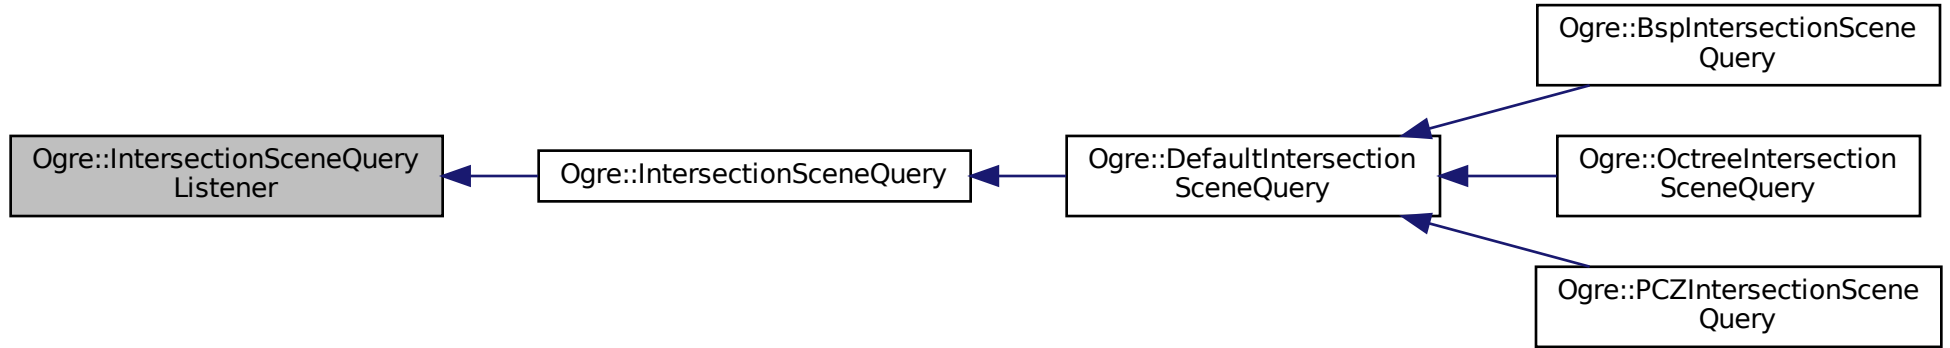 Ogre::IntersectionSceneQuery
Listener
Ogre::IntersectionSceneQuery
Ogre::DefaultIntersection
SceneQuery
Ogre::BspIntersectionScene
Query
Ogre::OctreeIntersection
SceneQuery
Ogre::PCZIntersectionScene
Query